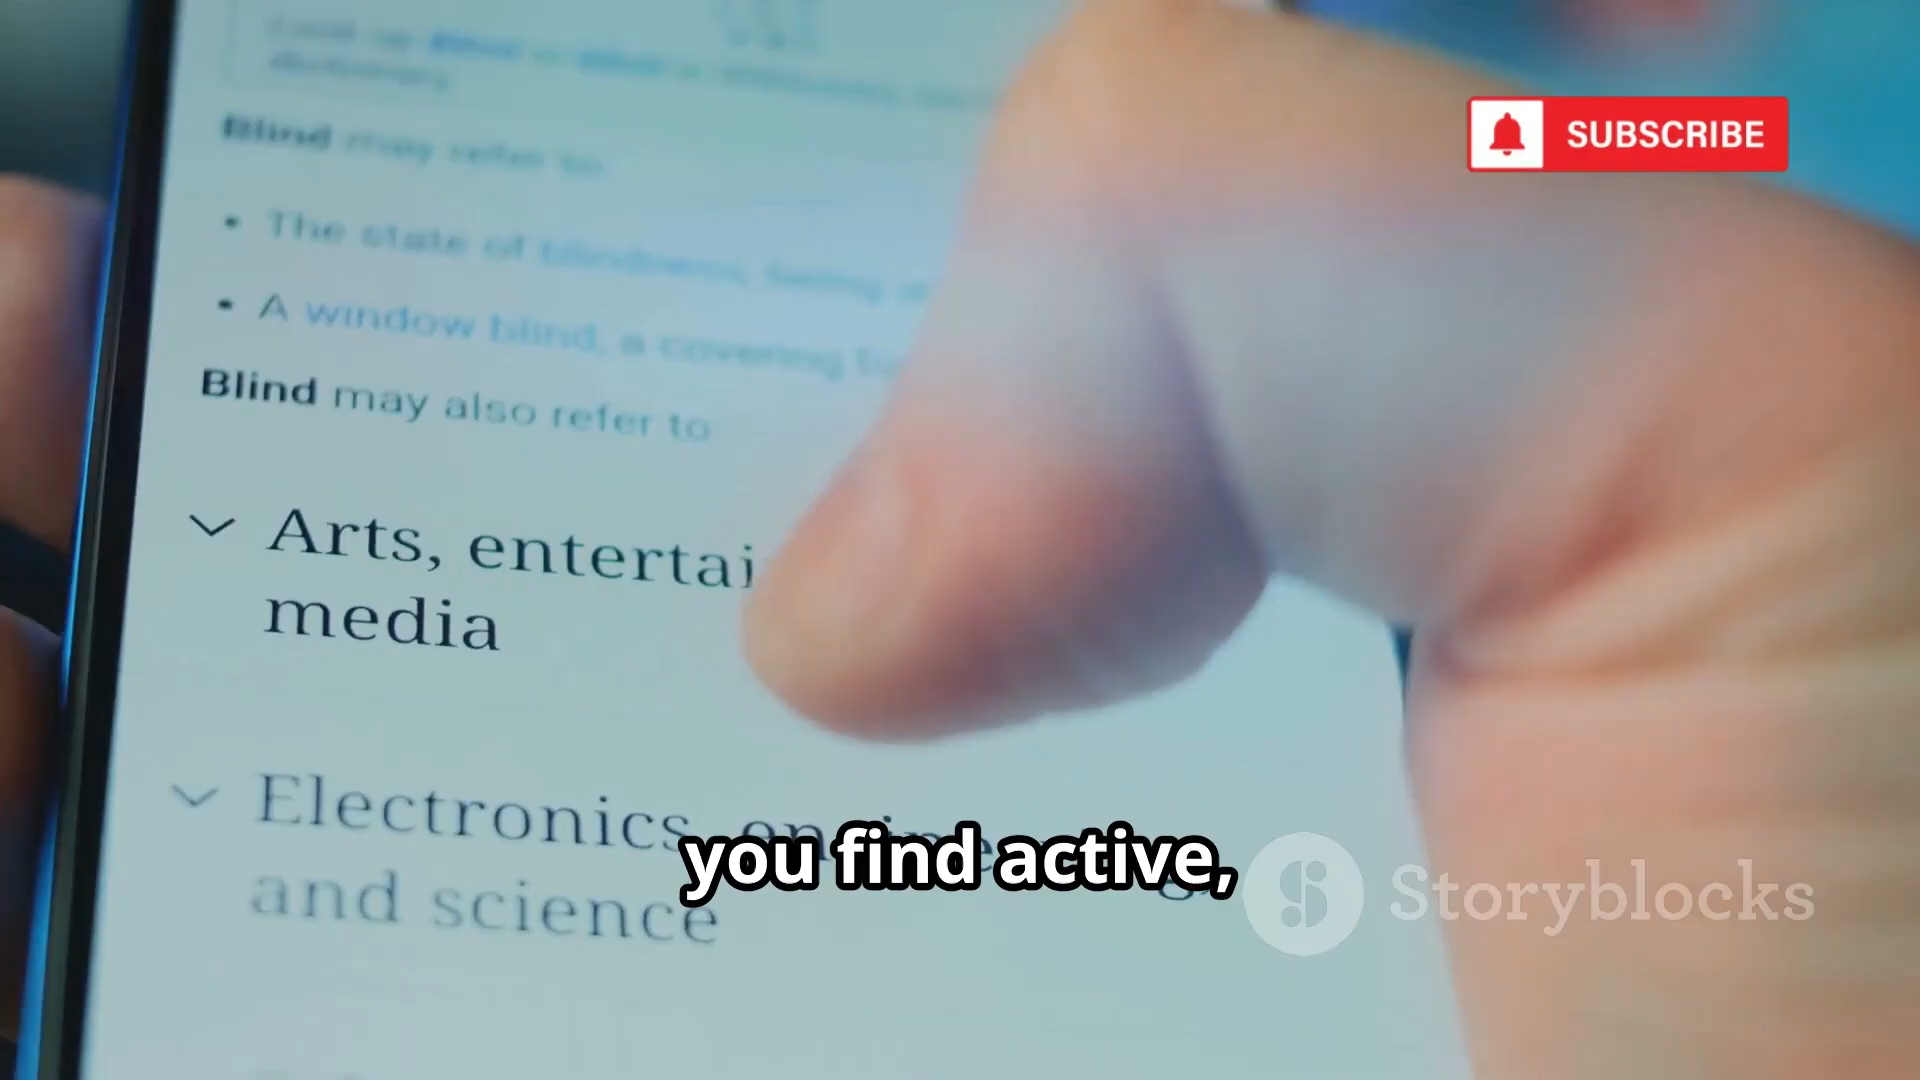 Blind may refer to:
SUBSCRIBE
• The state of blindness, being
• A window blind, a covering
Blind may also refer to
Arts, entertai
media
Electronics,
and science
you find active,
Storyblocks